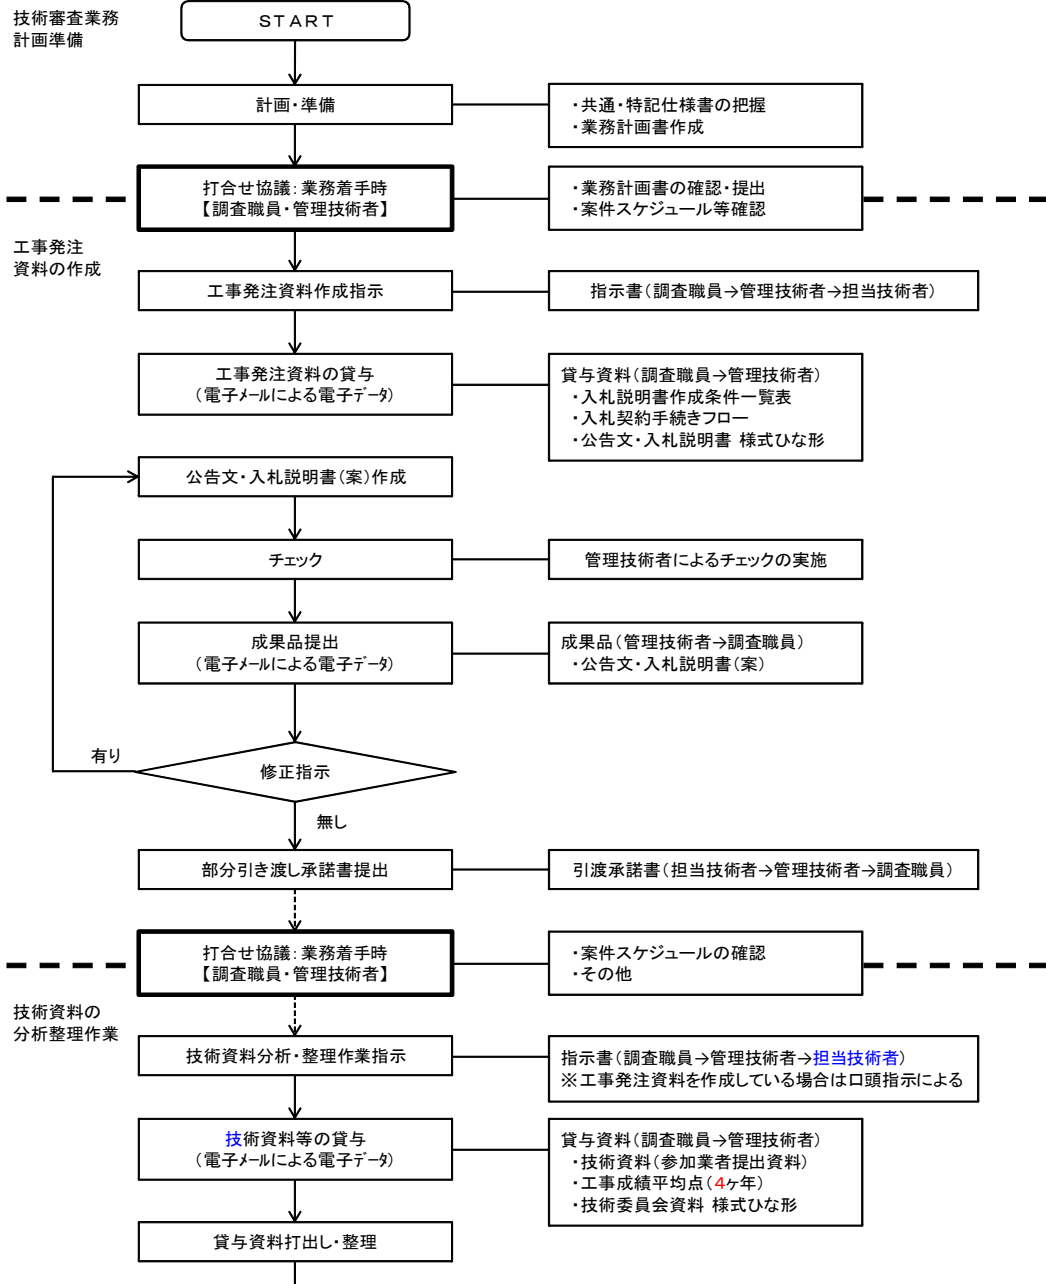 技術審査業務
計画準備
ＳＴＡＲＴ
計画・準備
・共通・特記仕様書の把握
・業務計画書作成
打合せ協議：業務着手時
【調査職員・管理技術者】
・業務計画書の確認・提出
・案件スケジュール等確認
工事発注
資料の作成
工事発注資料作成指示
指示書（調査職員→管理技術者→担当技術者）
工事発注資料の貸与
（電子メールによる電子データ）
貸与資料（調査職員→管理技術者）
・入札説明書作成条件一覧表
・入札契約手続きフロー
・公告文・入札説明書 様式ひな形
公告文・入札説明書（案）作成
チェック
管理技術者によるチェックの実施
成果品提出
（電子メールによる電子データ）
成果品（管理技術者→調査職員）
・公告文・入札説明書（案）
有り
修正指示
無し
部分引き渡し承諾書提出
引渡承諾書（担当技術者→管理技術者→調査職員）
打合せ協議：業務着手時
【調査職員・管理技術者】
・案件スケジュールの確認
・その他
技術資料の
分析整理作業
技術資料分析・整理作業指示
指示書（調査職員→管理技術者→担当技術者）
※工事発注資料を作成している場合は口頭指示による
技術資料等の貸与
（電子メールによる電子データ）
貸与資料（調査職員→管理技術者）
・技術資料（参加業者提出資料）
・工事成績平均点（４ヶ年）
・技術委員会資料 様式ひな形
貸与資料打出し・整理